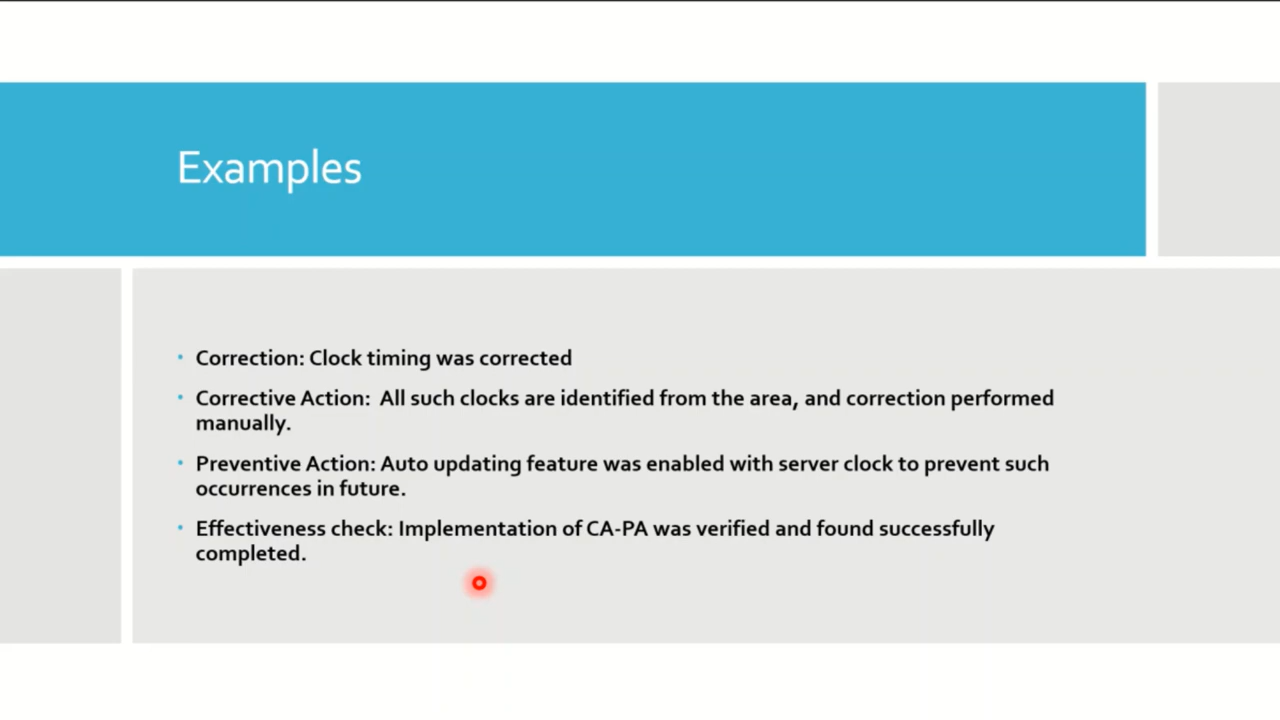 Examples
• Correction: Clock timing was corrected
• Corrective Action:  All such clocks are identified from the area, and correction performed
manually.
• Preventive Action: Auto updating feature was enabled with server clock to prevent such
occurrences in future.
• Effectiveness check: Implementation of CA-PA was verified and found successfully
completed.